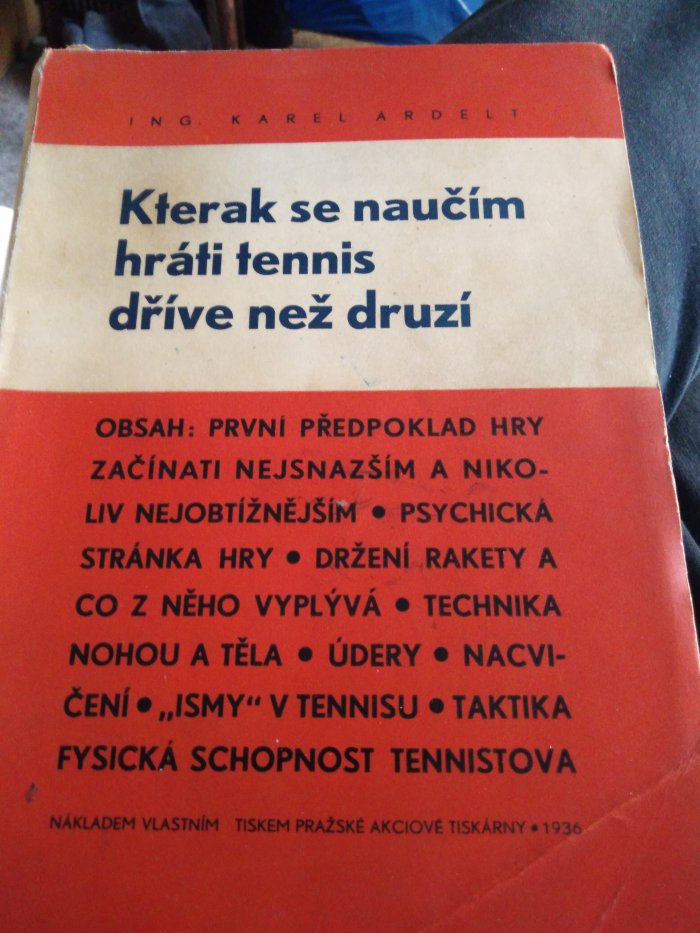 ING. KAREL ARDELT
Kterak se naučím
hráti tennis
dříve než druzí
OBSAH: PRVNÍ PŘEDPOKLAD HRY
ZAČÍNATI NEJSNAZŠÍM A NIKO-
LIV NEJOBTÍŽNĚJŠÍM • PSYCHICKÁ
STRÁNKA HRY • DRŽENÍ RAKETY A
CO Z NĚHO VYPLÝVÁ • TECHNIKA
NOHOU A TĚLA • ÚDERY • NACVI-
ČENÍ • „ISMY“ V TENNISU • TAKTIKA
FYSICKÁ SCHOPNOST TENNISTOVA
NÁKLADEM VLASTNÍM TISKEM PRAŽSKÉ AKCIOVÉ TISKÁRNY • 1936